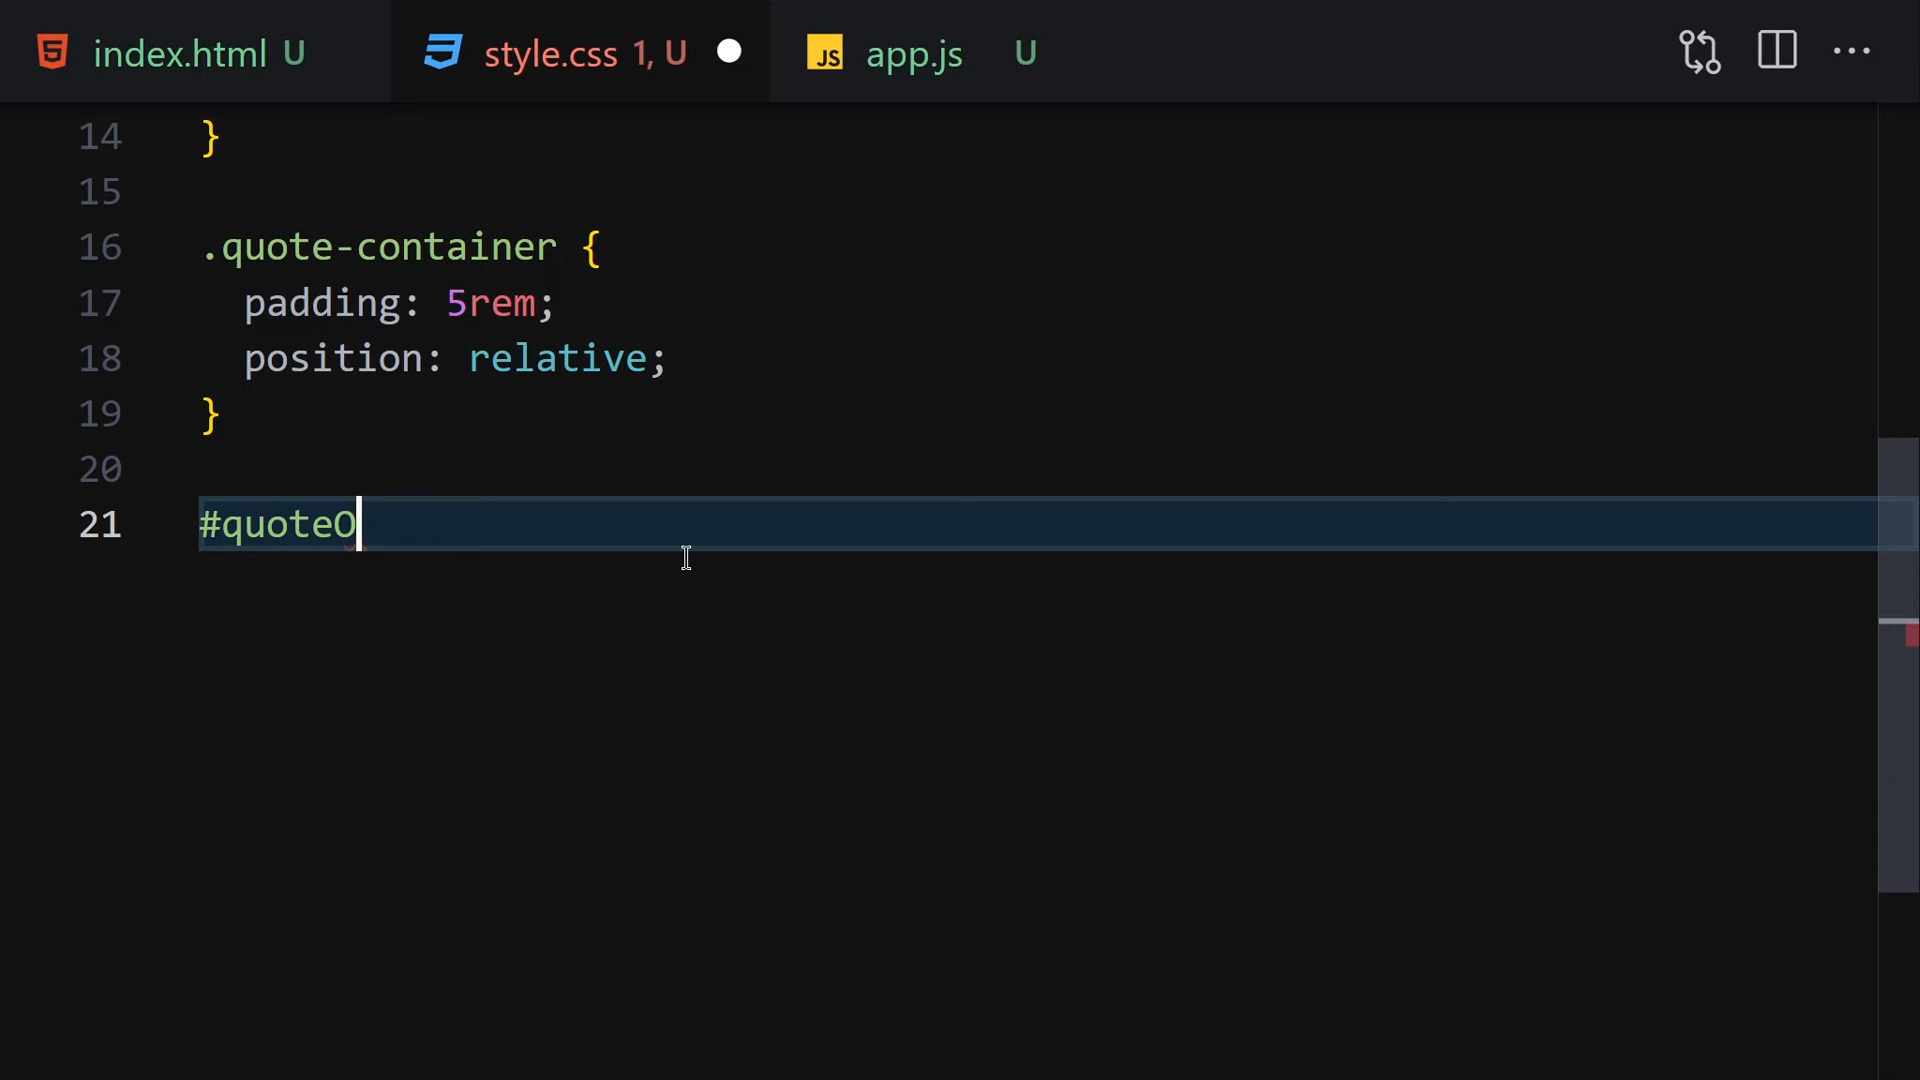 index.html U style.css 1, U JS app.js U
14 }
15
16 .quote-container {
17 padding: 5rem;
18 position: relative;
19 }
20
21 #quoteO